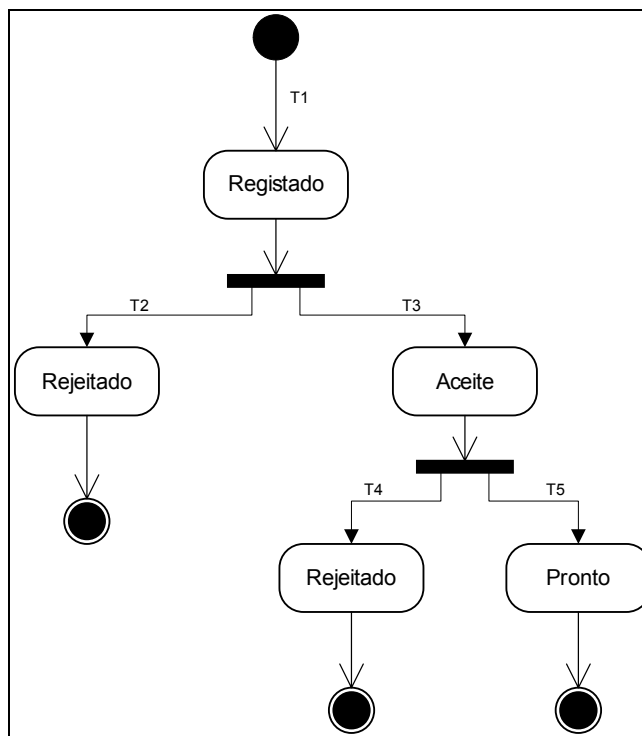 T1
Registado
T2
T3
Rejeitado
Aceite
T4
T5
Rejeitado
Pronto